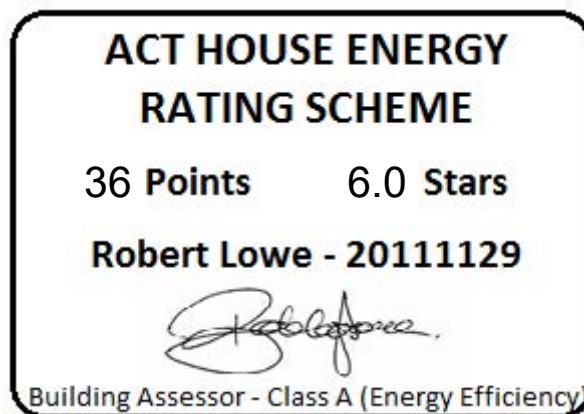 ACT HOUSE ENERGY
RATING SCHEME
36 Points 6.0 Stars
Robert Lowe - 20111129
Building Assessor - Class A (Energy Efficiency)